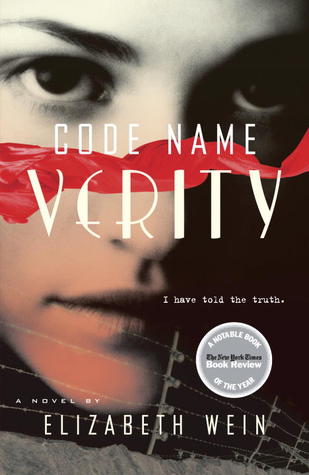 CODE NAME
VERITY
I have told the truth.
A NOTABLE BOOK
The New York Times
Book Review
OF THE YEAR
A NOVEL BY
ELIZABETH WEIN